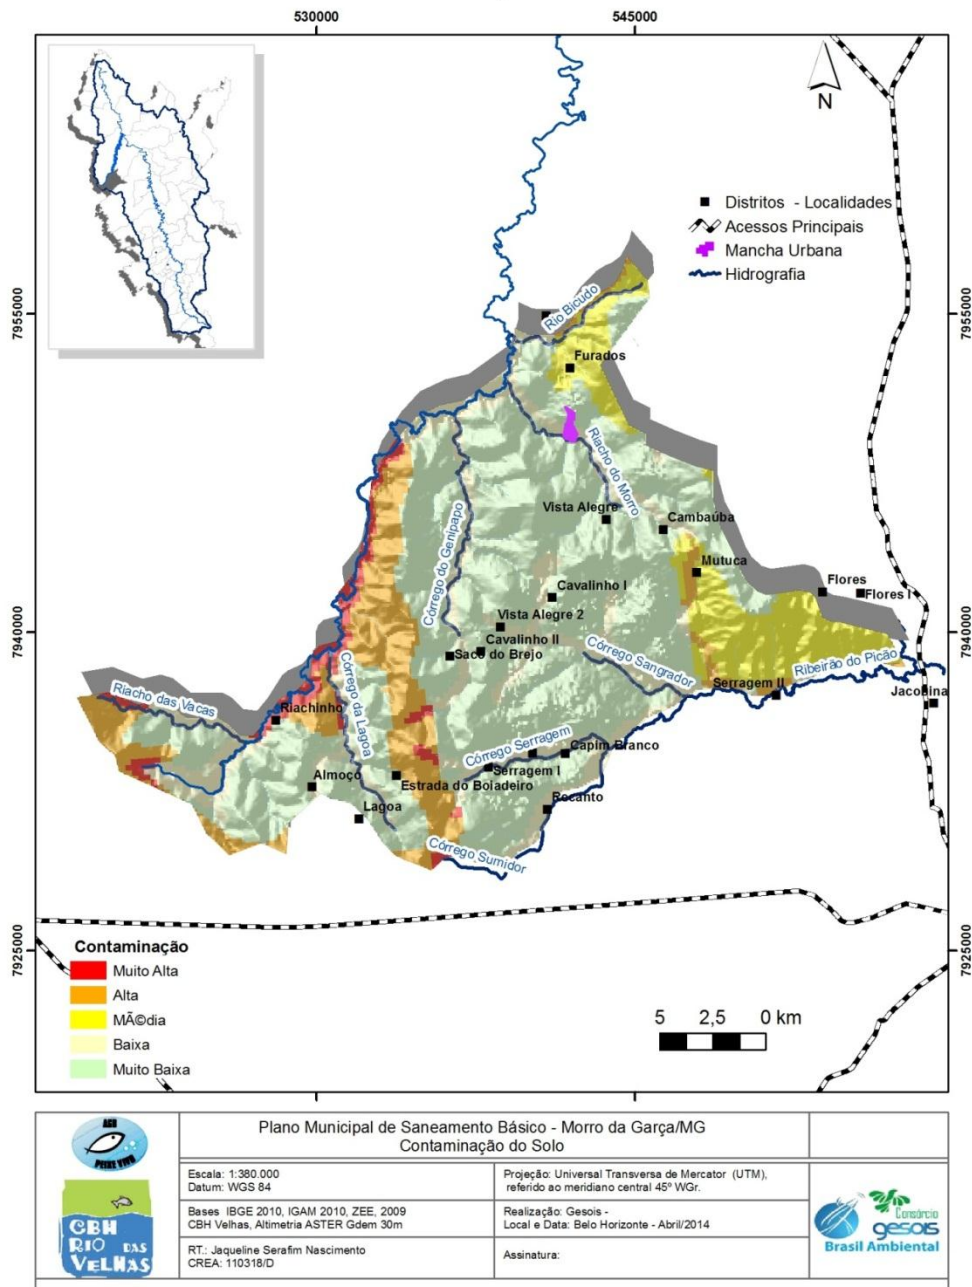 530000
545000
N
Distritos - Localidades
Acessos Principais
Mancha Urbana
Hidrografia
7955000
7955000
Rio Bicudo
Furados
Riacho do Morro
Vista Alegre
Cambaúba
Córrego do Genipapo
Mutuca
Cavalinho I
Flores
Flores I
Vista Alegre 2
7940000
7940000
Cavalinho II
Saco do Brejo
Córrego Sangrador
Ribeirão do Picão
Serragem II
Jacobina
Riacho das Vacas
Riachinho
Córrego da Lagoa
Córrego Serragem
Capim Branco
Serragem I
Almoço
Estrada do Boiadeiro
Recanto
Lagoa
Córrego Sumidor
7925000
7925000
Contaminação
Muito Alta
Alta
MÃ©dia
Baixa
Muito Baixa
5 2,5 0 km
AGB
PEIXE VIVO
Plano Municipal de Saneamento Básico - Morro da Garça/MG
Contaminação do Solo
Escala: 1:380.000
Datum: WGS 84
Projeção: Universal Transversa de Mercator (UTM),
referido ao meridiano central 45º WGr.
Bases IBGE 2010, IGAM 2010, ZEE, 2009
CBH Velhas, Altimetria ASTER Gdem 30m
Realização: Gesois -
Local e Data: Belo Horizonte - Abril/2014
RT.: Jaqueline Serafim Nascimento
CREA: 110318/D
Assinatura:
CBH
RIO DAS
VELHAS
Consórcio
gesois
Brasil Ambiental